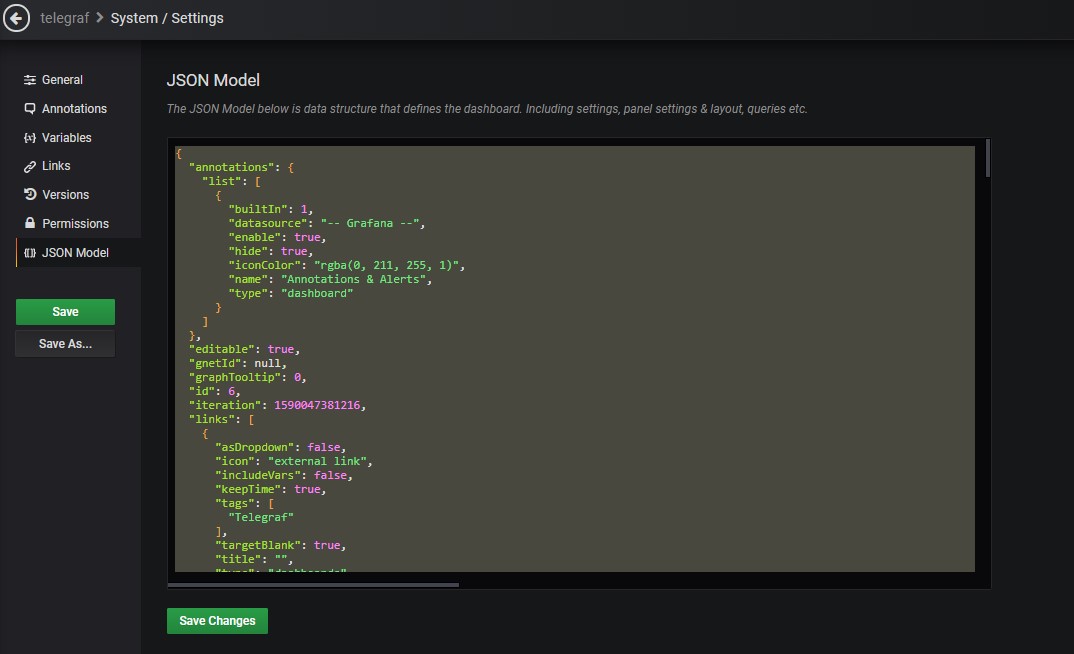 telegraf > System / Settings
General
Annotations
Variables
Links
Versions
Permissions
JSON Model
Save
Save As...
JSON Model
The JSON Model below is data structure that defines the dashboard. Including settings, panel settings & layout, queries etc.
{
  "annotations": {
    "list": [
      {
        "builtIn": 1,
        "datasource": "-- Grafana --",
        "enable": true,
        "hide": true,
        "iconColor": "rgba(0, 211, 255, 1)",
        "name": "Annotations & Alerts",
        "type": "dashboard"
      }
    ]
  },
  "editable": true,
  "gnetId": null,
  "graphTooltip": 0,
  "id": 6,
  "iteration": 1590047381216,
  "links": [
    {
      "asDropdown": false,
      "icon": "external link",
      "includeVars": false,
      "keepTime": true,
      "tags": [
        "Telegraf"
      ],
      "targetBlank": true,
      "title": "",
      "type": "dashboards"
Save Changes